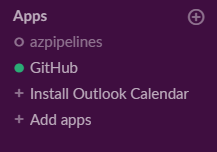 Apps
azpipelines
GitHub
+ Install Outlook Calendar
+ Add apps